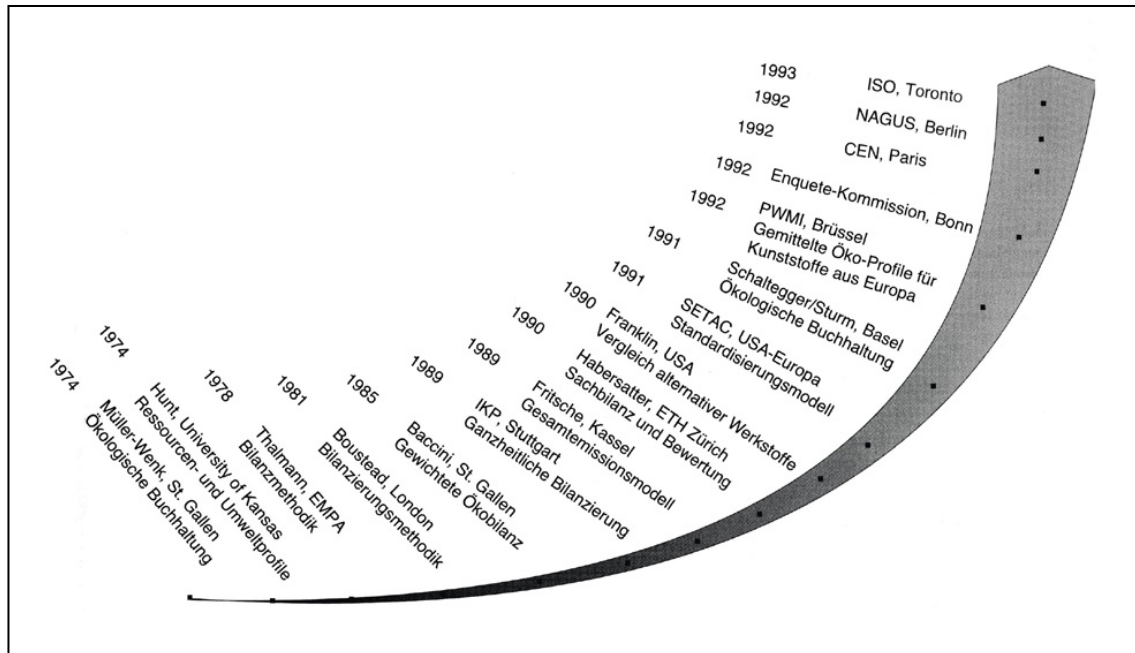 1993 ISO, Toronto
1992 NAGUS, Berlin
1992 CEN, Paris
1992 Enquete-Kommission, Bonn
1992 PWMI, Brüssel
Gemittelte Öko-Profile für
Kunststoffe aus Europa
1991 Schaltegger/Sturm, Basel
Ökologische Buchhaltung
1991 SETAC, USA-Europa
Standardisierungsmodell
1990 Franklin, USA
Vergleich alternativer Werkstoffe
1990 Habersatter, ETH Zürich
Sachbilanz und Bewertung
1989 Fritsche, Kassel
Gesamtemissionsmodell
1989 IKP, Stuttgart
Ganzheitliche Bilanzierung
1985 Baccini, St. Gallen
Gewichtete Ökobilanz
1981 Boustead, London
Bilanzierungsmethodik
1978 Thalmann, EMPA
Bilanzmethodik
1974 Hunt, University of Kansas
Ressourcen- und Umweltprofile
1974 Müller-Wenk, St. Gallen
Ökologische Buchhaltung